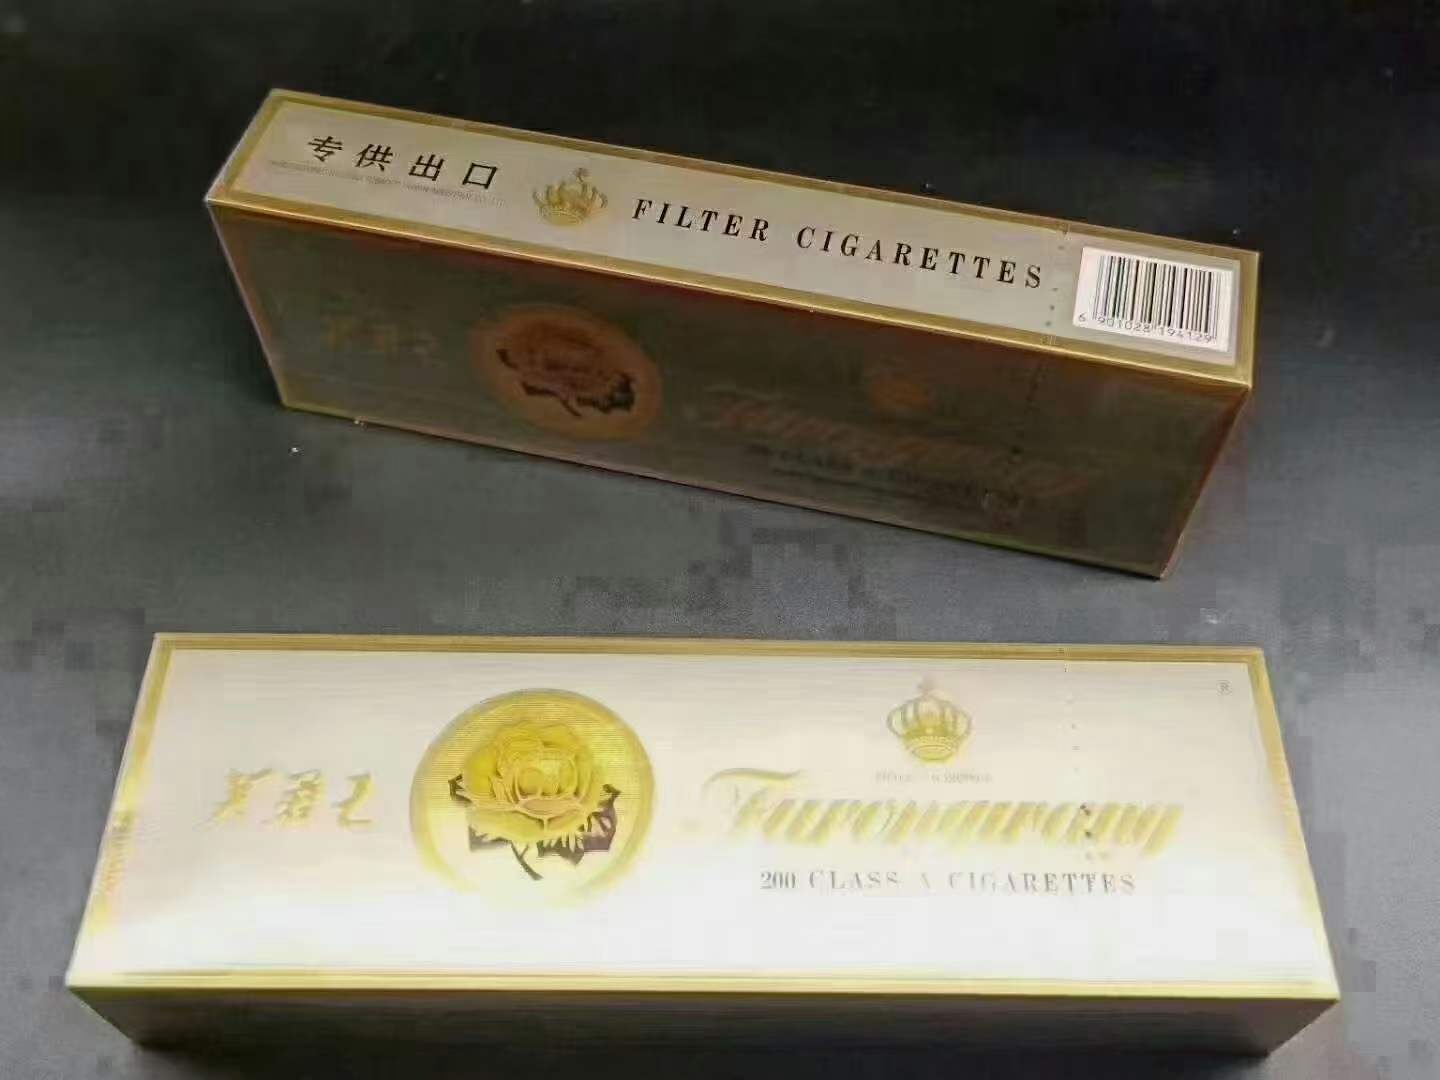 专供出口
FILTER CIGARETTES
6 901028 194129
芙蓉王
®
Furongwang
200 CLASS A CIGARETTES